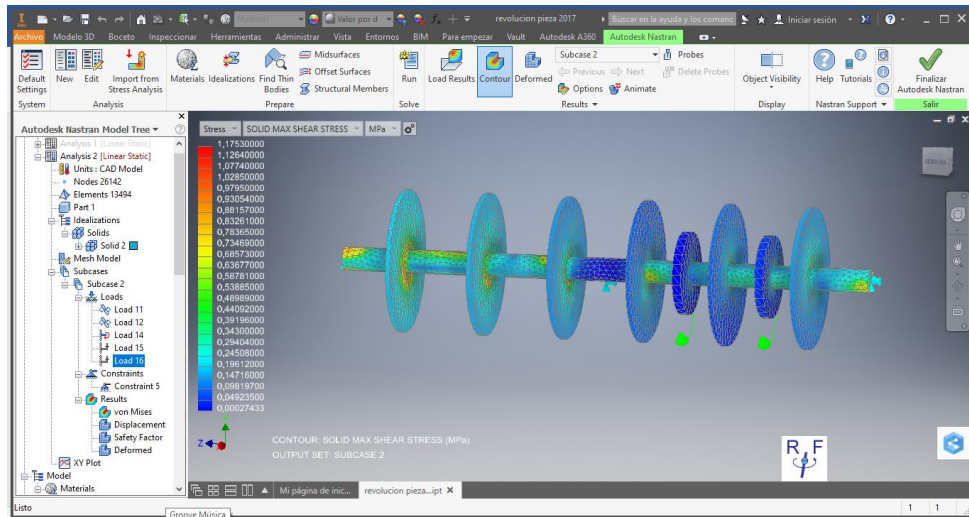 Material
Valor por d
revolucion pieza 2017
Buscar en la ayuda y los comanc
Iniciar sesión
Archivo Modelo 3D Boceto Inspeccionar Herramientas Administrar Vista Entornos BIM Para empezar Vault Autodesk A360 Autodesk Nastran
Default Settings
New
Edit
Import from Stress Analysis
Materials
Idealizations
Find Thin Bodies
Midsurfaces
Offset Surfaces
Structural Members
Run
Load Results
Contour
Deformed
Subcase 2
Previous
Next
Options
Animate
Probes
Delete Probes
Object Visibility
Help
Tutorials
Finalizar Autodesk Nastran
System Analysis Prepare Solve Results Display Nastran Support Salir
Autodesk Nastran Model Tree
Analysis 1 [Linear Static]
Analysis 2 [Linear Static]
Units : CAD Model
Nodes 26142
Elements 13494
Part 1
Idealizations
Solids
Solid 2
Mesh Model
Subcases
Subcase 2
Loads
Load 11
Load 12
Load 14
Load 15
Load 16
Constraints
Constraint 5
Results
von Mises
Displacement
Safety Factor
Deformed
XY Plot
Model
Materials
Stress SOLID MAX SHEAR STRESS MPa
1,17530000
1,12640000
1,07740000
1,02850000
0,97950000
0,93054000
0,88157000
0,83261000
0,78365000
0,73469000
0,66573000
0,63677000
0,58781000
0,53885000
0,48989000
0,44092000
0,39196000
0,34300000
0,29404000
0,24508000
0,19612000
0,14716000
0,09819700
0,04923500
0,00027433
DERECHA
Y
Z
CONTOUR: SOLID MAX SHEAR STRESS (MPa)
OUTPUT SET: SUBCASE 2
R F
Mi página de inic...
revolucion pieza...ipt
Listo
1 1
Groove Música